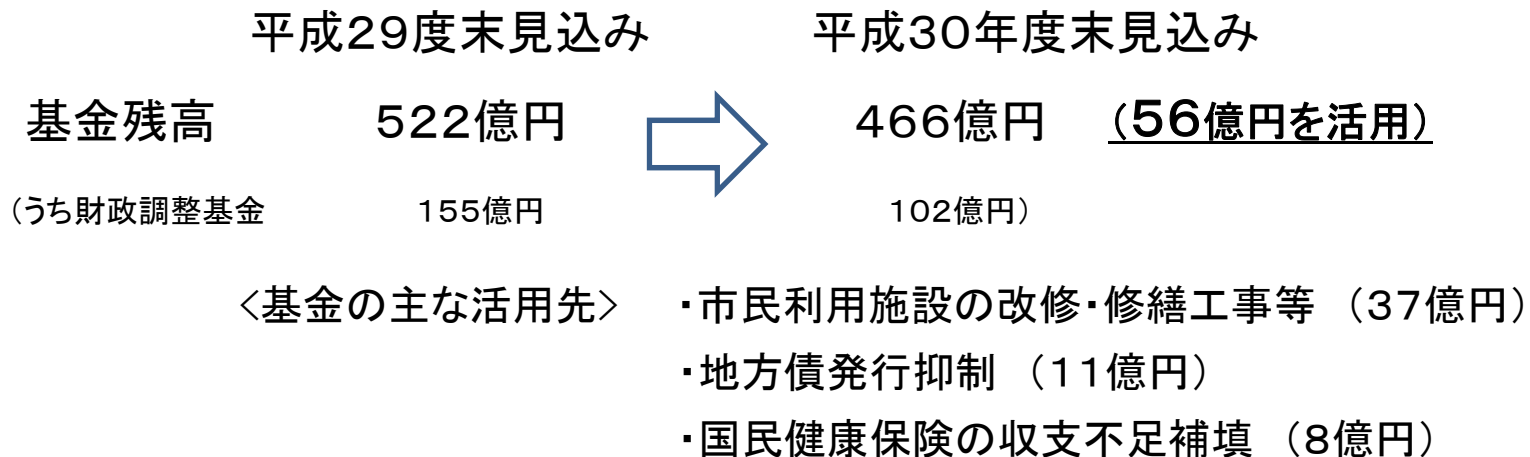 平成29度末見込み　平成30年度末見込み
基金残高　522億円　466億円　(56億円を活用)
(うち財政調整基金　155億円　102億円)
<基金の主な活用先>　・市民利用施設の改修・修繕工事等　(37億円)
・地方債発行抑制　(11億円)
・国民健康保険の収支不足補填　(8億円)